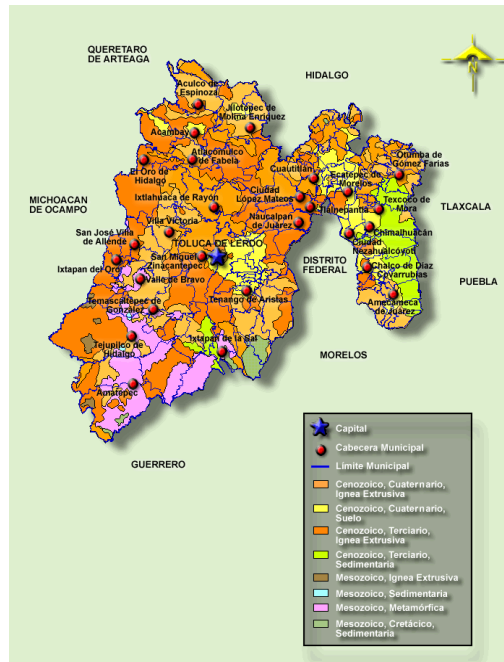 QUERETARO
DE ARTEAGA
HIDALGO
N
Aculco de
Espinoza
Jilotepec de
Molina Enríquez
Acambay
Atlacomulco
de Fabela
El Oro de
Hidalgo
Cuautitlán
Ecatepec de
Morelos
Otumba de
Gómez Farías
MICHOACAN
DE OCAMPO
Ixtlahuaca de Rayón
Ciudad
López Mateos
Tlalnepantla
Texcoco de
Mora
TLAXCALA
Naucalpan
de Juárez
Villa Victoria
San José Villa
de Allende
TOLUCA DE LERDO
Chimalhuacán
Ciudad
Nezahualcóyotl
San Miguel
Zinacantepec
DISTRITO
FEDERAL
Ixtapan del Oro
Chalco de Díaz
Covarrubias
PUEBLA
Valle de Bravo
Tenango de Aristas
Temascaltepec de
González
Amecameca
de Juárez
Tejupilco de
Hidalgo
Ixtapan de la Sal
MORELOS
Amatepec
GUERRERO
Capital
Cabecera Municipal
Límite Municipal
Cenozoico, Cuaternario,
Ignea Extrusiva
Cenozoico, Cuaternario,
Suelo
Cenozoico, Terciario,
Ignea Extrusiva
Cenozoico, Terciario,
Sedimentaria
Mesozoico, Ignea Extrusiva
Mesozoico, Sedimentaria
Mesozoico, Metamórfica
Mesozoico, Cretácico,
Sedimentaria